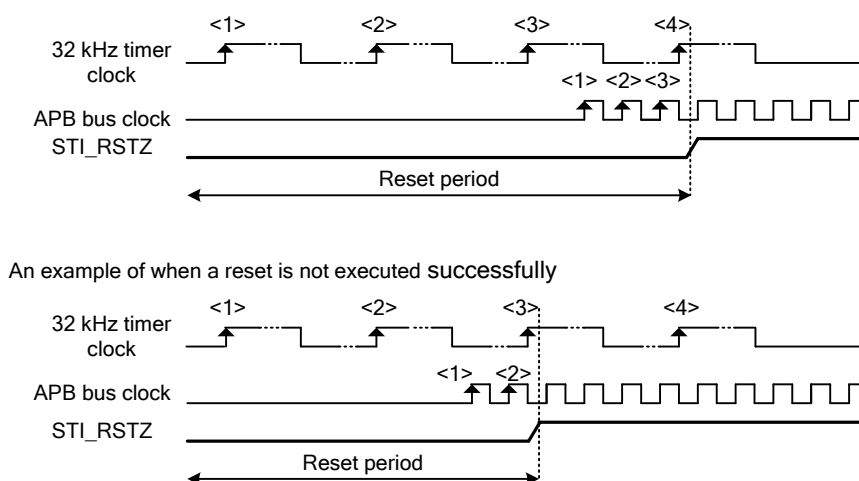 <1> <2> <3> <4>
32 kHz timer
clock
<1> <2> <3>
APB bus clock
STI_RSTZ
Reset period
An example of when a reset is not executed successfully
<1> <2> <3> <4>
32 kHz timer
clock
<1> <2>
APB bus clock
STI_RSTZ
Reset period